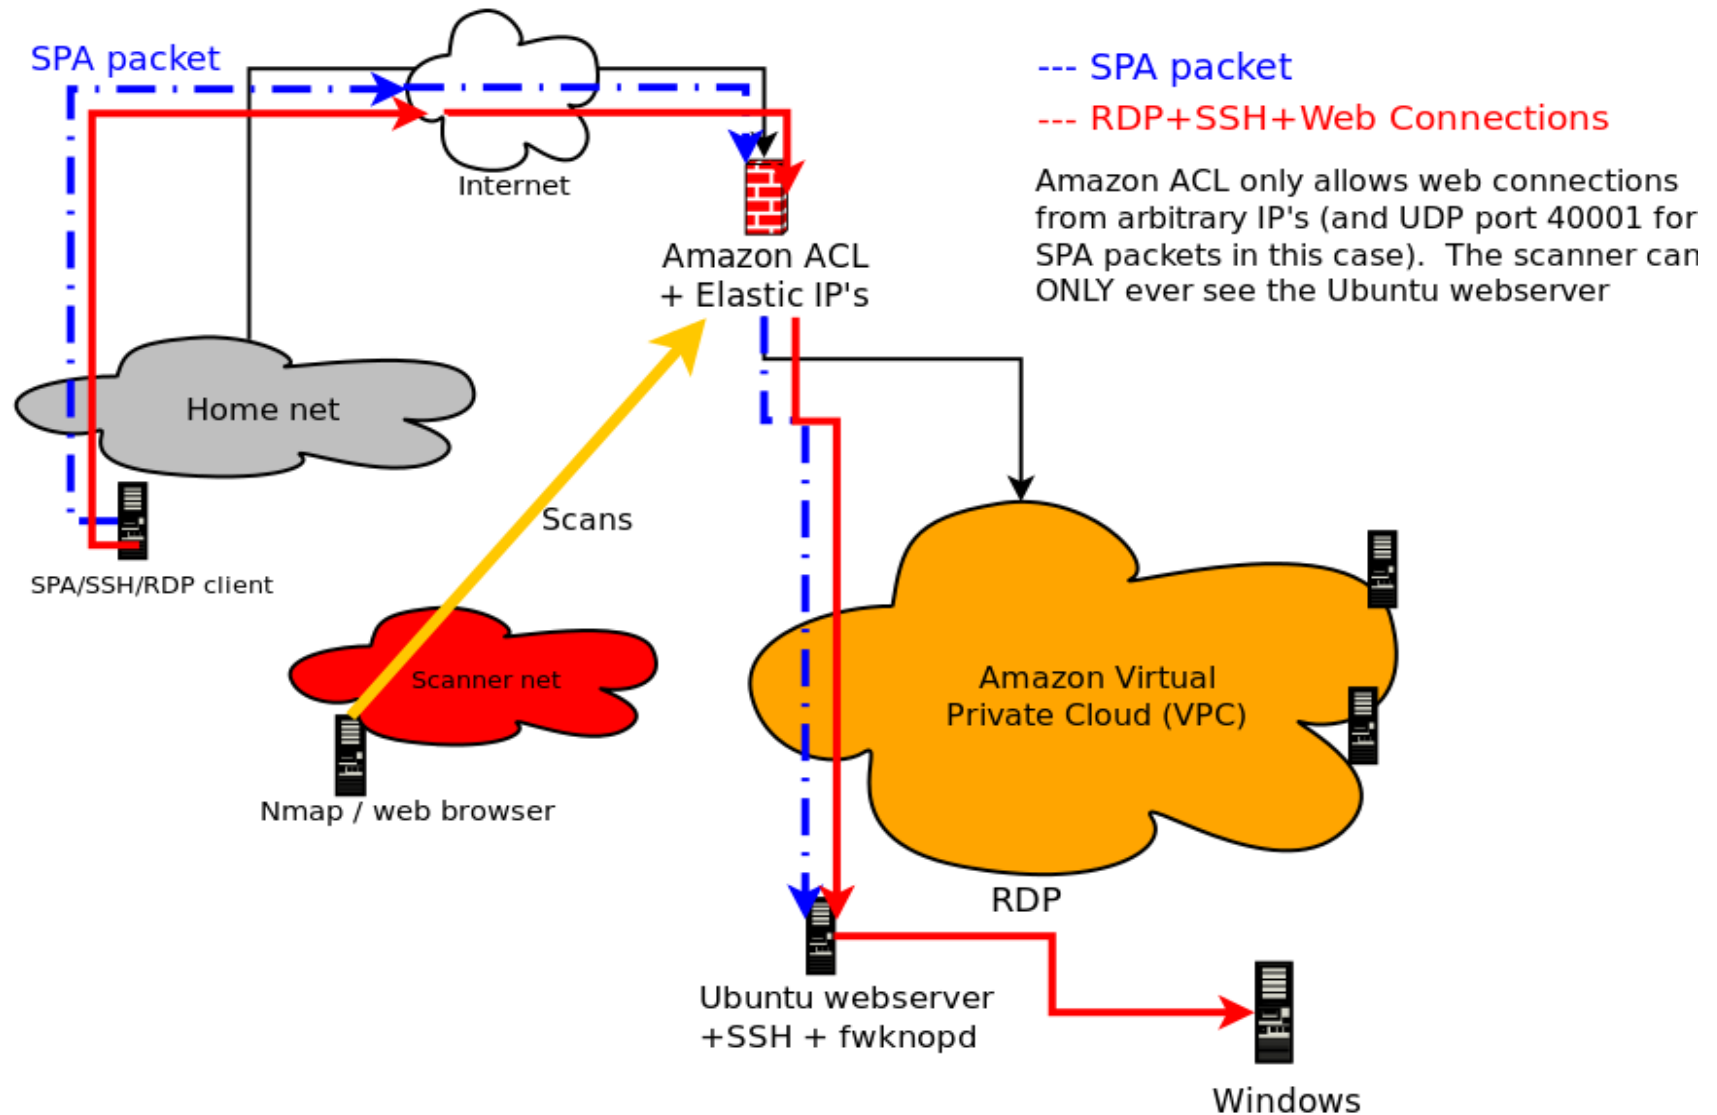 SPA packet
--- SPA packet
--- RDP+SSH+Web Connections
Internet
Amazon ACL only allows web connections
from arbitrary IP's (and UDP port 40001 for
SPA packets in this case).  The scanner can
ONLY ever see the Ubuntu webserver
Amazon ACL
+ Elastic IP's
Home net
Scans
SPA/SSH/RDP client
Scanner net
Amazon Virtual
Private Cloud (VPC)
Nmap / web browser
RDP
Ubuntu webserver
+SSH + fwknopd
Windows